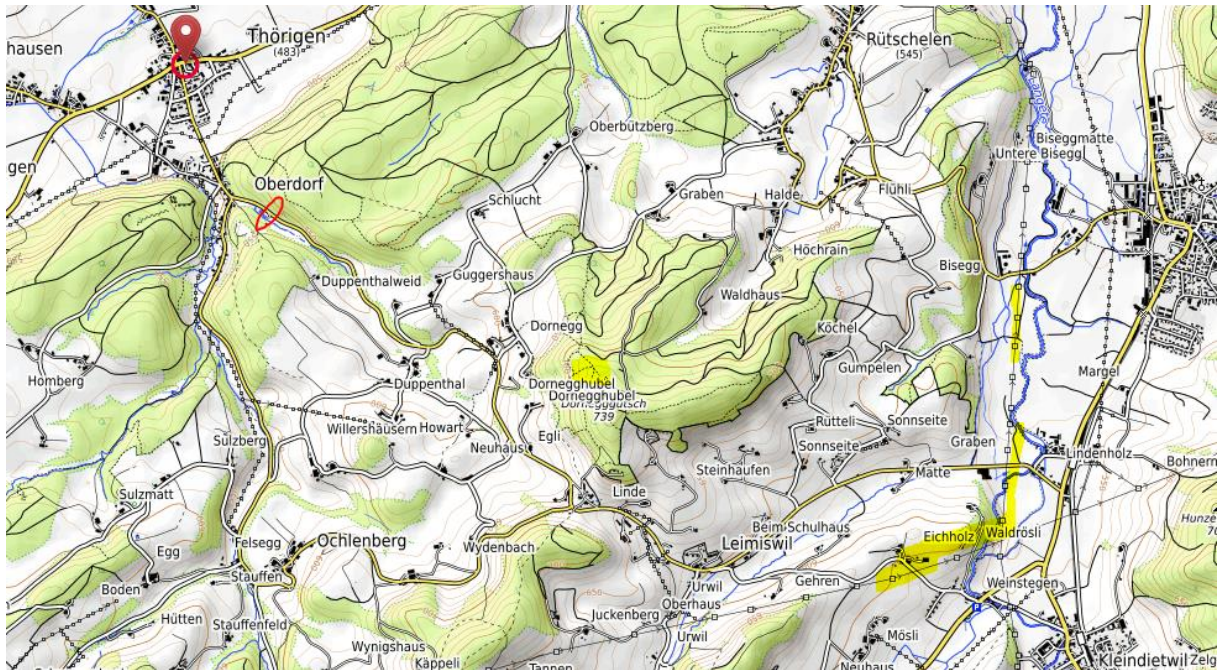 hausen
Thörigen
(483)
Rütschelen
(545)
Langete
Oberbützberg
Biseggmatte
Untere Bisegg
gen
Oberdorf
Schlucht
Graben
Halde
Flühli
Höchrain
Bisegg
Duppenthalweid
Guggershaus
Waldhaus
Dornegg
Köchel
Gumpelen
Margel
Homberg
Duppenthal
Dornegghubel
Dornegghubel
Dornegggütsch
739
Willershäusern
Howart
Rütteli
Sonnseite
Sulzberg
Neuhaus
Egli
Sonnseite
Graben
Lindenholz
Bohnern
Steinhaufen
Matte
Sulzmatt
Linde
Hunze
Egg
Felsegg
Ochlenberg
Wydenbach
Beim Schulhaus
Leimiswil
Eichholz
Waldrösli
Boden
Stauffen
Gehren
Weinstegen
Urwil
Oberhaus
P
Hütten
Stauffenfeld
Juckenberg
Urwil
Mösli
Wynigshaus
Käppeli
Tannen
Neuhaus
Kleindietwil
Zelg